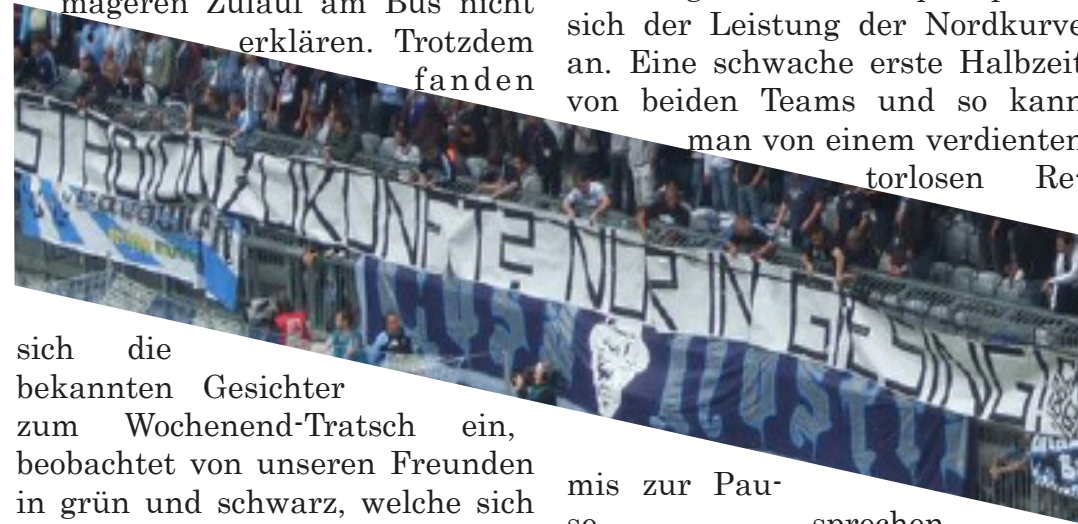 mageren Zulauf am Bus nicht
erklären. Trotzdem
fanden
STADIONZUKUNFT? NUR IN GIESING
sich die
bekannten Gesichter
zum Wochenend-Tratsch ein,
beobachtet von unseren Freunden
in grün und schwarz, welche sich
sich der Leistung der Nordkurve
an. Eine schwache erste Halbzeit
von beiden Teams und so kann
man von einem verdienten
torlosen Re-
mis zur Pau-
se sprechen